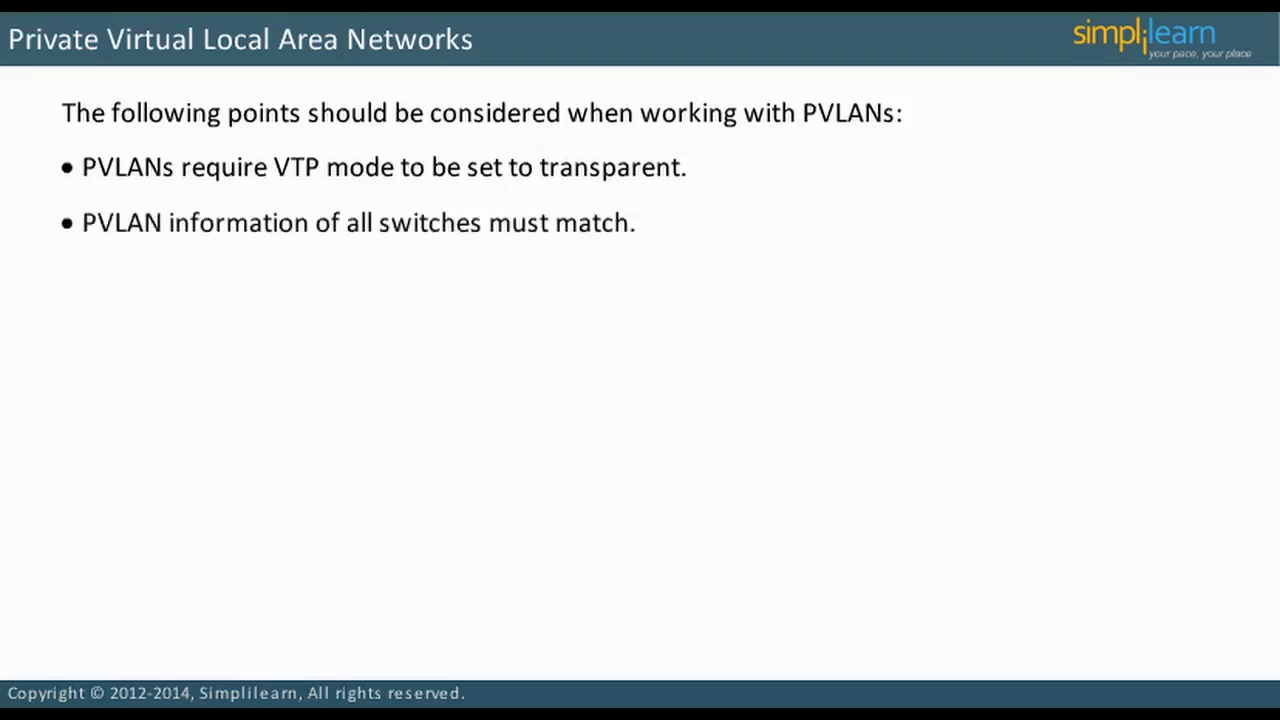 Private Virtual Local Area Networks
simplilearn
your pace, your place
The following points should be considered when working with PVLANs:
• PVLANs require VTP mode to be set to transparent.
• PVLAN information of all switches must match.
Copyright © 2012-2014, Simplilearn, All rights reserved.